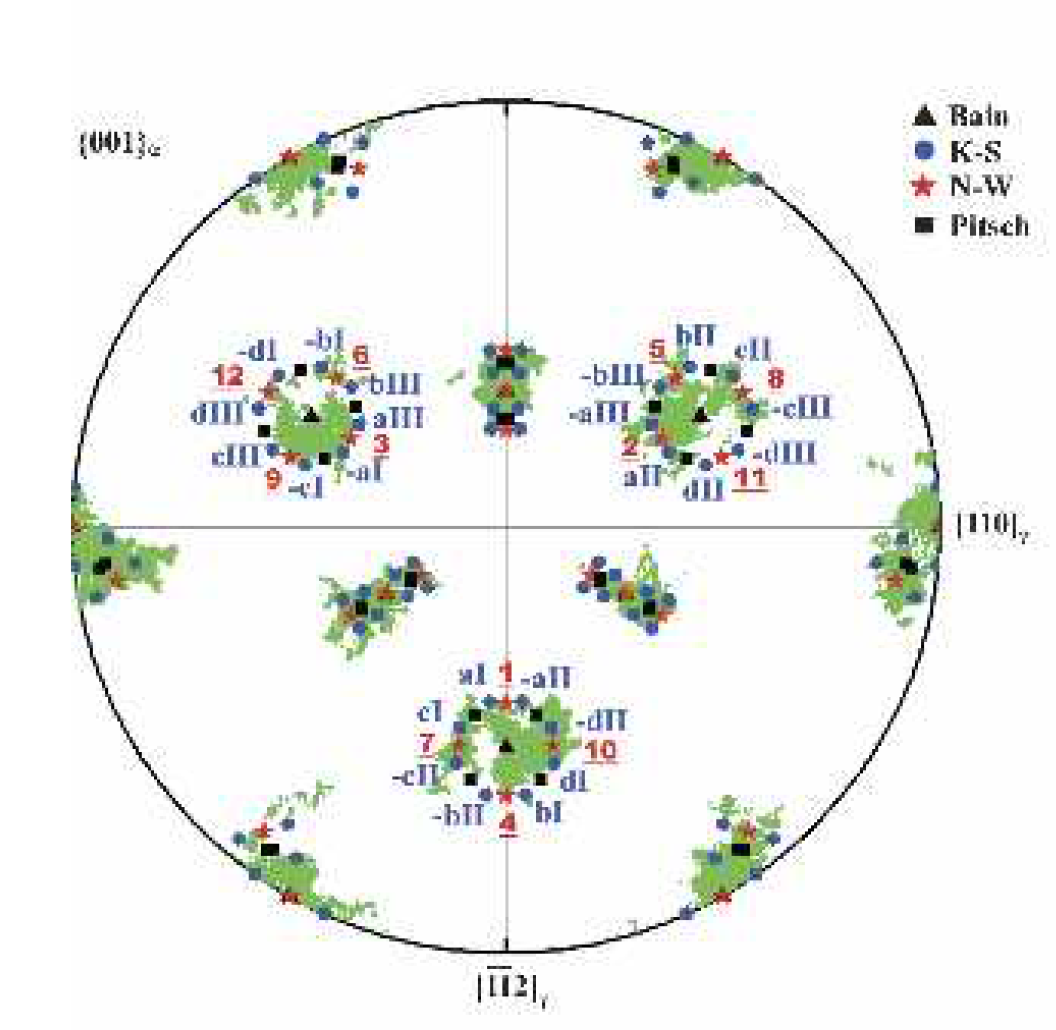 {001}α
Bain
K-S
N-W
Pitsch
-dI
-bI
6
bII
5
cII
12
-bIII
-bIII
8
dIII
aIII
-aIII
-cIII
3
2
cIII
-aI
aII
-dIII
9
-cI
dII
11
[110]γ
aI
1
-aII
cI
-dII
7
10
-cII
dI
-bII
4
bI
[1̅1̅2]γ